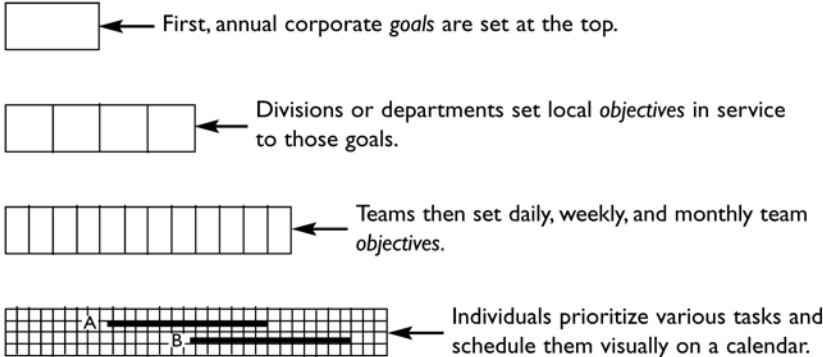 First, annual corporate goals are set at the top.
Divisions or departments set local objectives in service
to those goals.
Teams then set daily, weekly, and monthly team
objectives.
A
B
Individuals prioritize various tasks and
schedule them visually on a calendar.